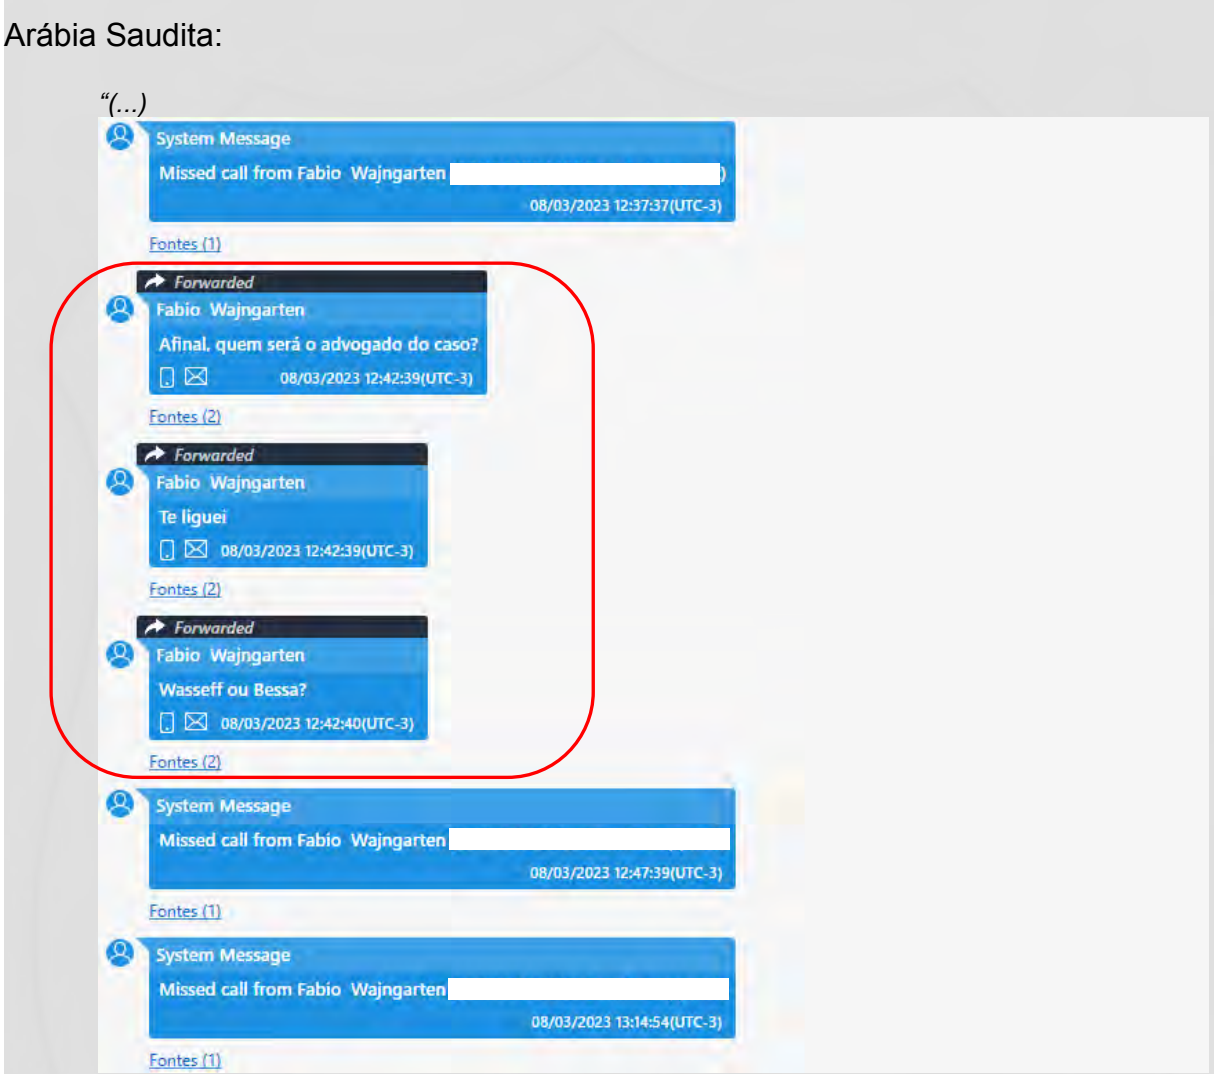 Arábia Saudita:
“(...)
System Message
Missed call from Fabio Wajngarten )
08/03/2023 12:37:37(UTC-3)
Fontes (1)
Forwarded
Fabio Wajngarten
Afinal, quem será o advogado do caso?
08/03/2023 12:42:39(UTC-3)
Fontes (2)
Forwarded
Fabio Wajngarten
Te liguei
08/03/2023 12:42:39(UTC-3)
Fontes (2)
Forwarded
Fabio Wajngarten
Wasseff ou Bessa?
08/03/2023 12:42:40(UTC-3)
Fontes (2)
System Message
Missed call from Fabio Wajngarten
08/03/2023 12:47:39(UTC-3)
Fontes (1)
System Message
Missed call from Fabio Wajngarten
08/03/2023 13:14:54(UTC-3)
Fontes (1)